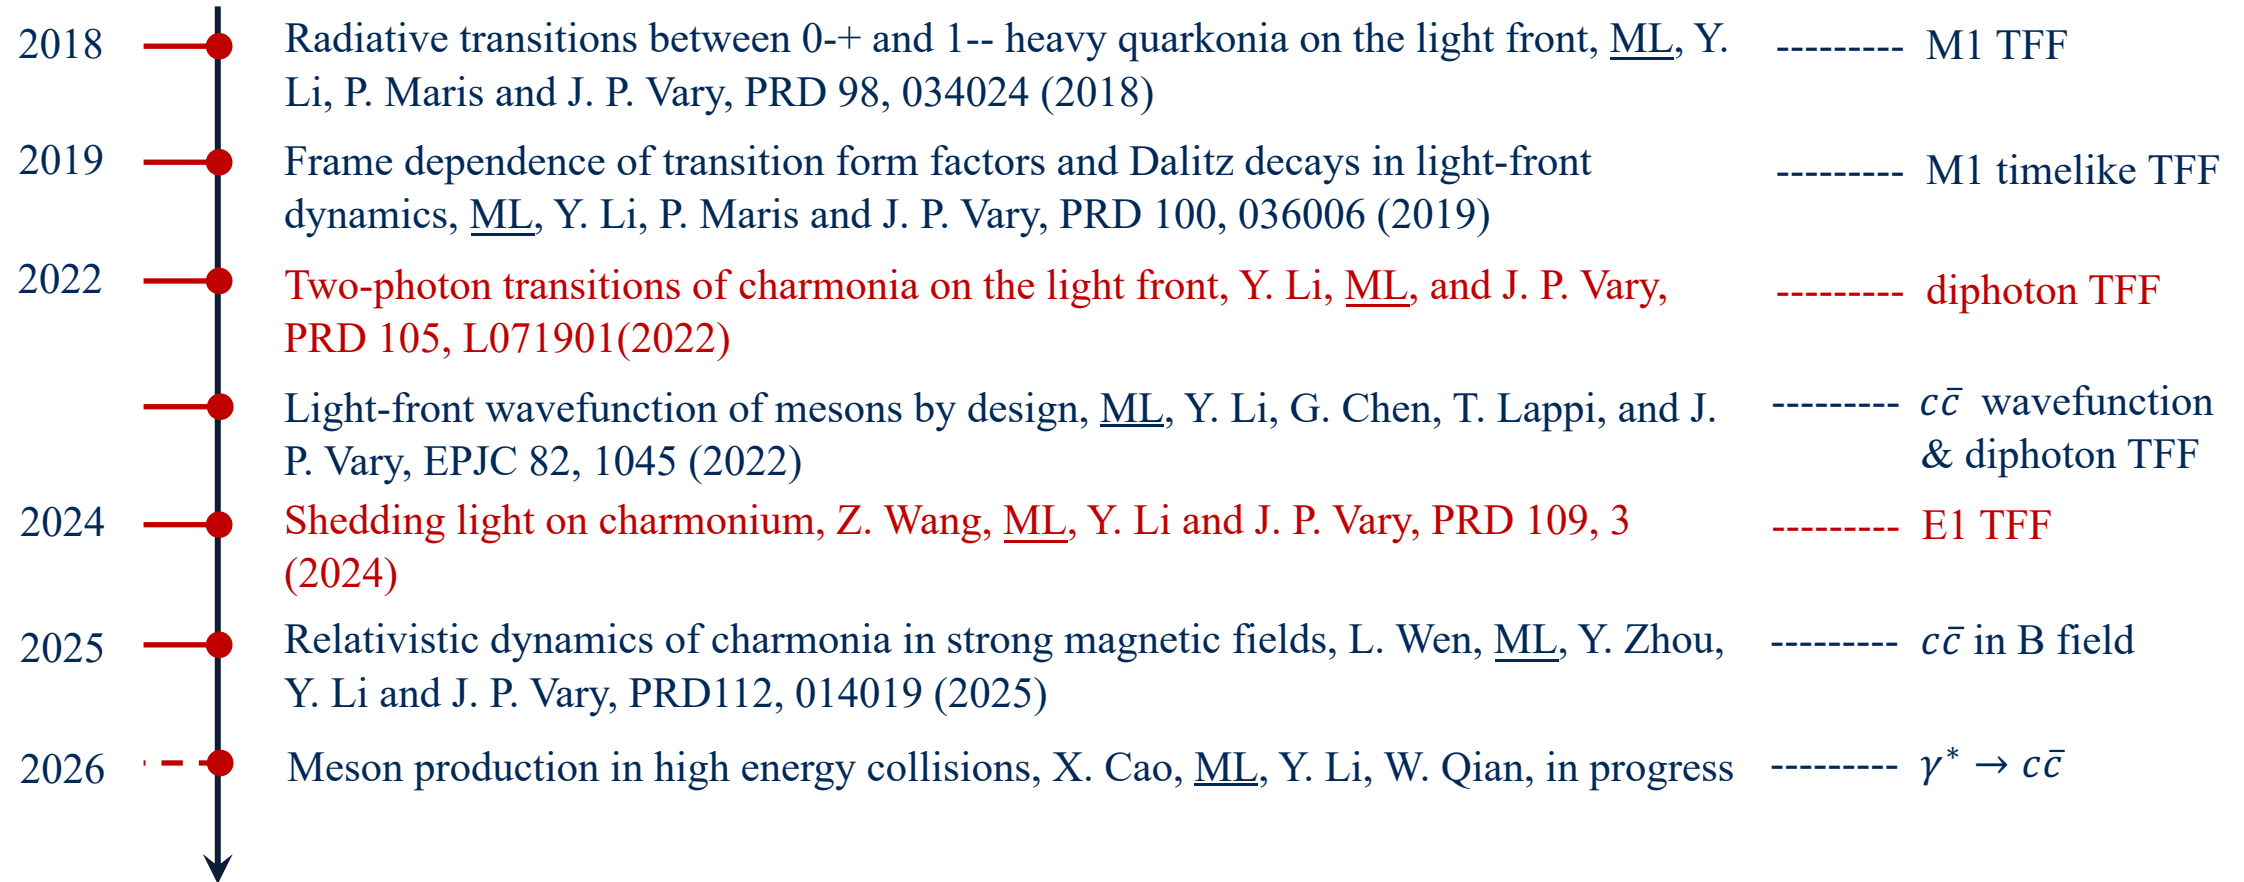 2018
Radiative transitions between 0-+ and 1-- heavy quarkonia on the light front, ML, Y.
Li, P. Maris and J. P. Vary, PRD 98, 034024 (2018)
--------- M1 TFF
2019
Frame dependence of transition form factors and Dalitz decays in light-front
dynamics, ML, Y. Li, P. Maris and J. P. Vary, PRD 100, 036006 (2019)
--------- M1 timelike TFF
2022
Two-photon transitions of charmonia on the light front, Y. Li, ML, and J. P. Vary,
PRD 105, L071901(2022)
--------- diphoton TFF
Light-front wavefunction of mesons by design, ML, Y. Li, G. Chen, T. Lappi, and J.
P. Vary, EPJC 82, 1045 (2022)
--------- cc̄ wavefunction
& diphoton TFF
2024
Shedding light on charmonium, Z. Wang, ML, Y. Li and J. P. Vary, PRD 109, 3
(2024)
--------- E1 TFF
2025
Relativistic dynamics of charmonia in strong magnetic fields, L. Wen, ML, Y. Zhou,
Y. Li and J. P. Vary, PRD112, 014019 (2025)
--------- cc̄ in B field
2026
Meson production in high energy collisions, X. Cao, ML, Y. Li, W. Qian, in progress
--------- γ* → cc̄